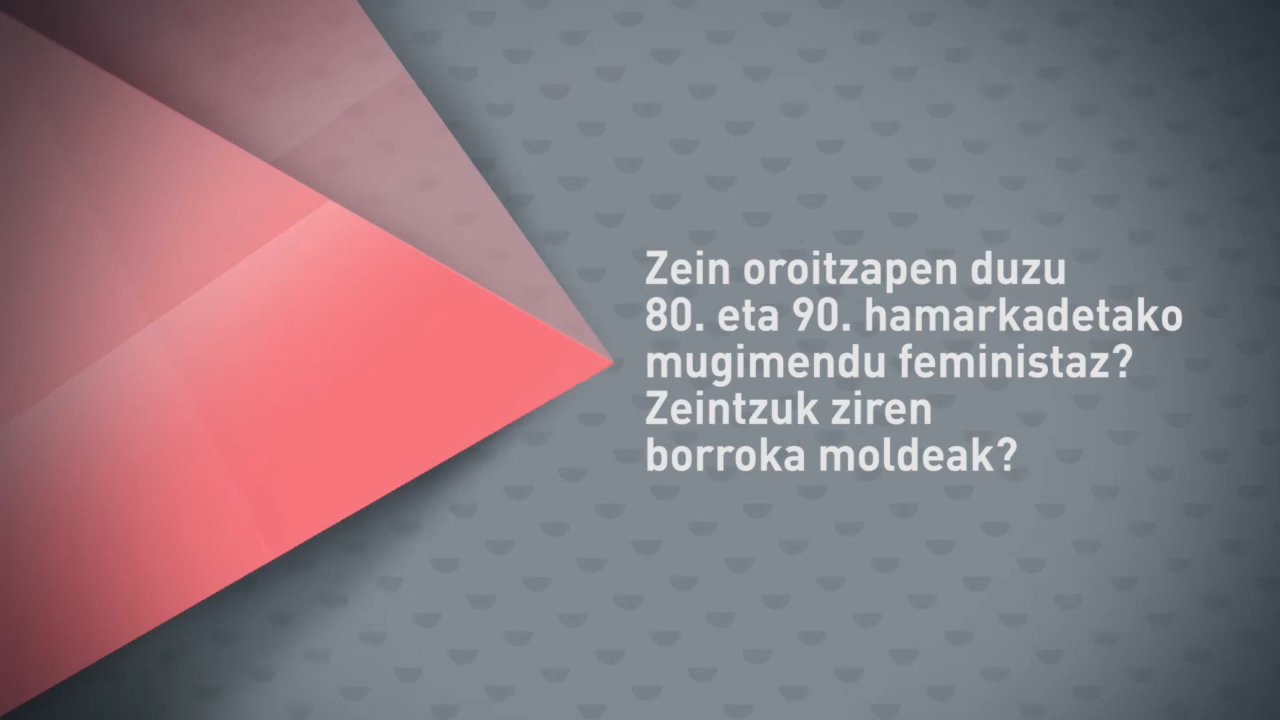 Zein oroitzapen duzu
80. eta 90. hamarkadetako
mugimendu feministaz?
Zeintzuk ziren
borroka moldeak?